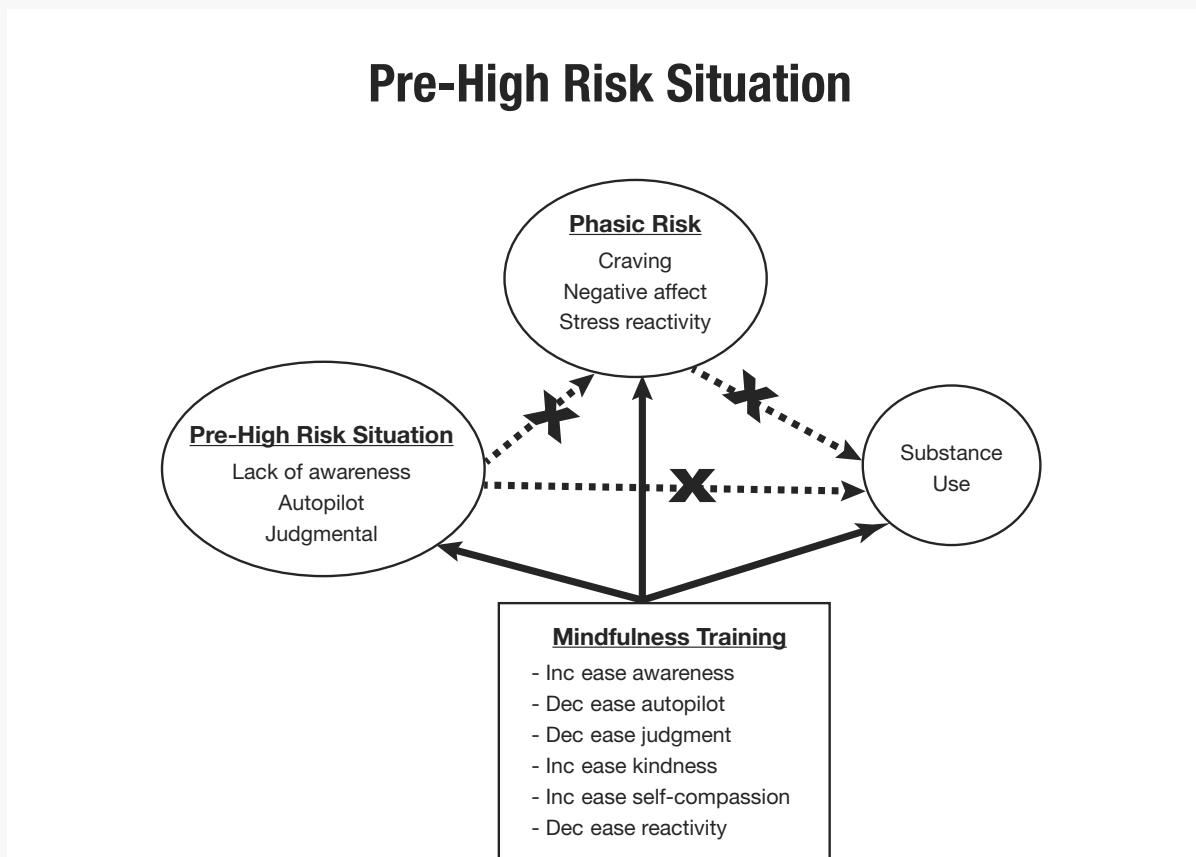 Pre-High Risk Situation
Phasic Risk
Craving
Negative affect
Stress reactivity
Pre-High Risk Situation
Lack of awareness
Autopilot
Judgmental
Substance
Use
Mindfulness Training
- Inc ease awareness
- Dec ease autopilot
- Dec ease judgment
- Inc ease kindness
- Inc ease self-compassion
- Dec ease reactivity